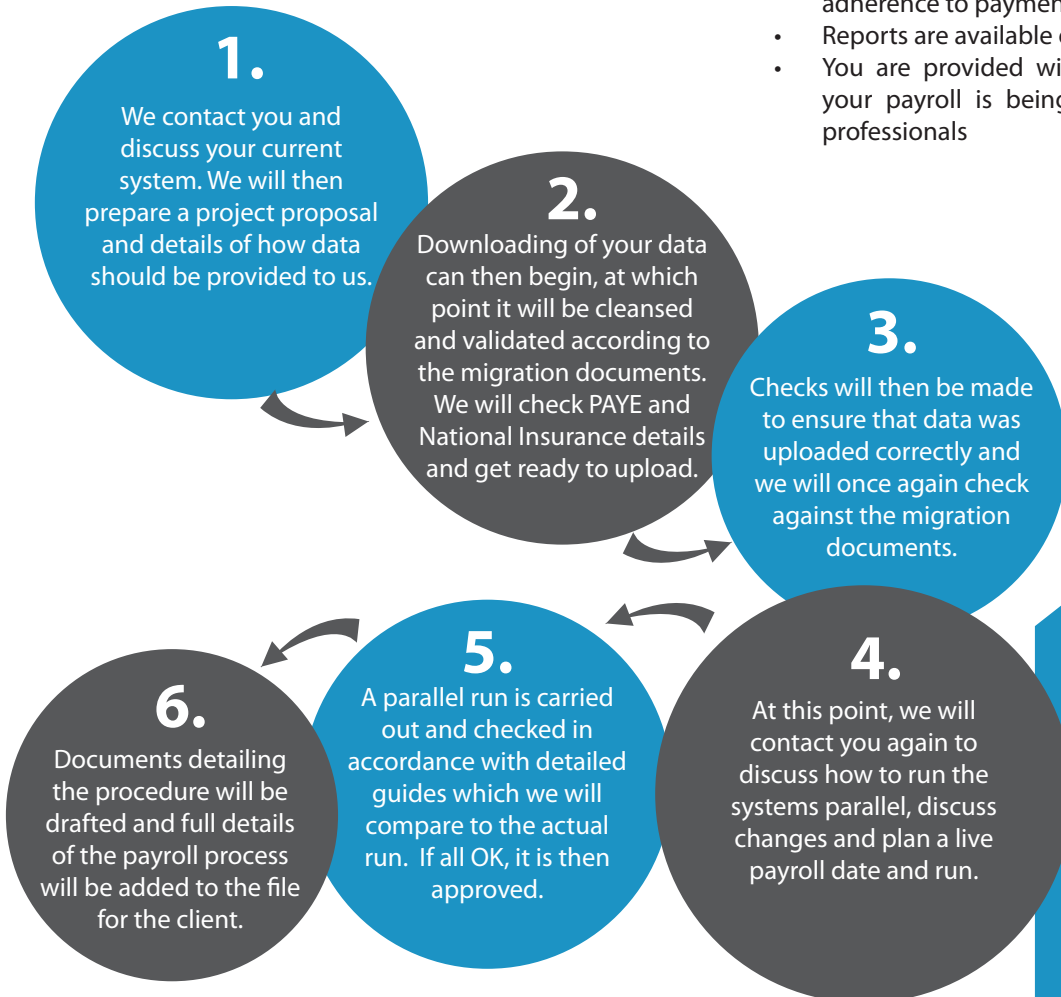 adherence to payment
• Reports are available
• You are provided
your payroll is being
professionals
1.
We contact you and
discuss your current
system. We will then
prepare a project proposal
and details of how data
should be provided to us.
2.
Downloading of your data
can then begin, at which
point it will be cleansed
and validated according to
the migration documents.
We will check PAYE and
National Insurance details
and get ready to upload.
3.
Checks will then be made
to ensure that data was
uploaded correctly and
we will once again check
against the migration
documents.
4.
At this point, we will
contact you again to
discuss how to run the
systems parallel, discuss
changes and plan a live
payroll date and run.
5.
A parallel run is carried
out and checked in
accordance with detailed
guides which we will
compare to the actual
run.  If all OK, it is then
approved.
6.
Documents detailing
the procedure will be
drafted and full details
of the payroll process
will be added to the file
for the client.